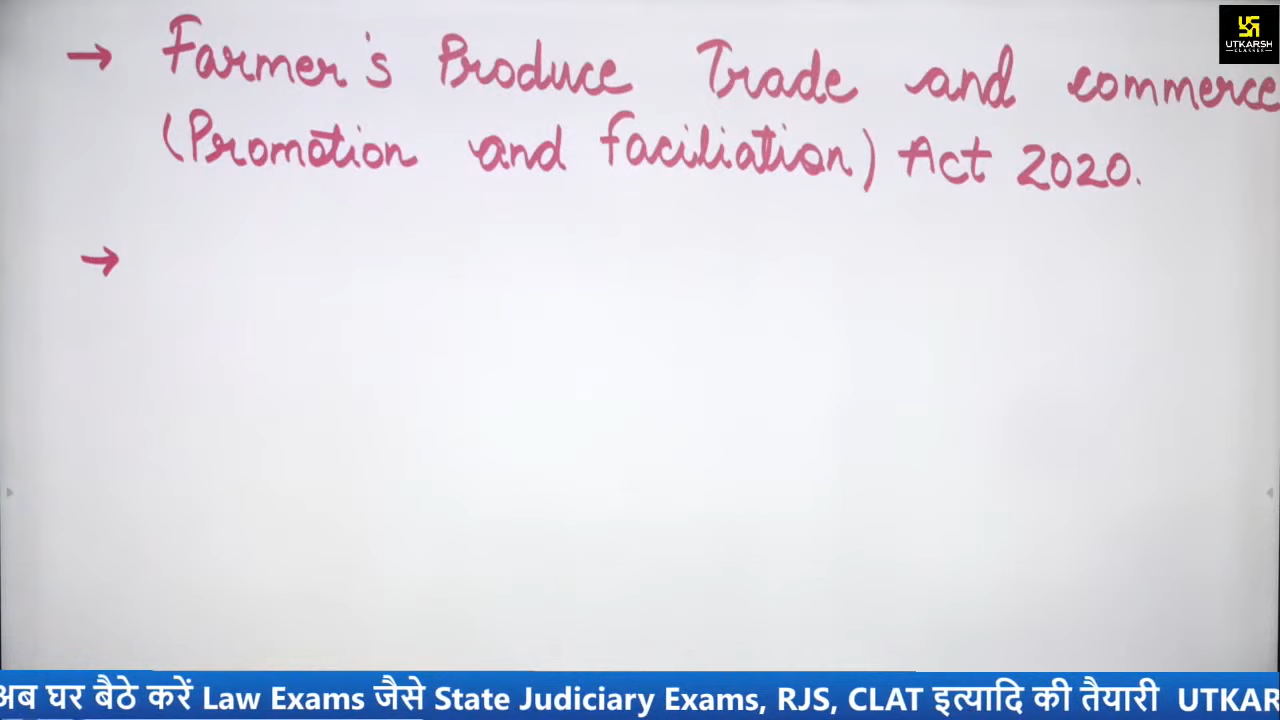 UTKARSH
CLASSES
→ Farmer's Produce Trade and commerce
(Promotion and faciliation) Act 2020.
→
अब घर बैठे करें Law Exams जैसे State Judiciary Exams, RJS, CLAT इत्यादि की तैयारी UTKAR